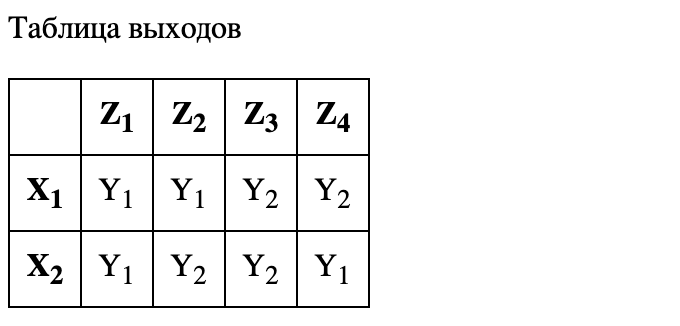 Таблица выходов
Z₁ Z₂ Z₃ Z₄
X₁ Y₁ Y₁ Y₂ Y₂
X₂ Y₁ Y₂ Y₂ Y₁